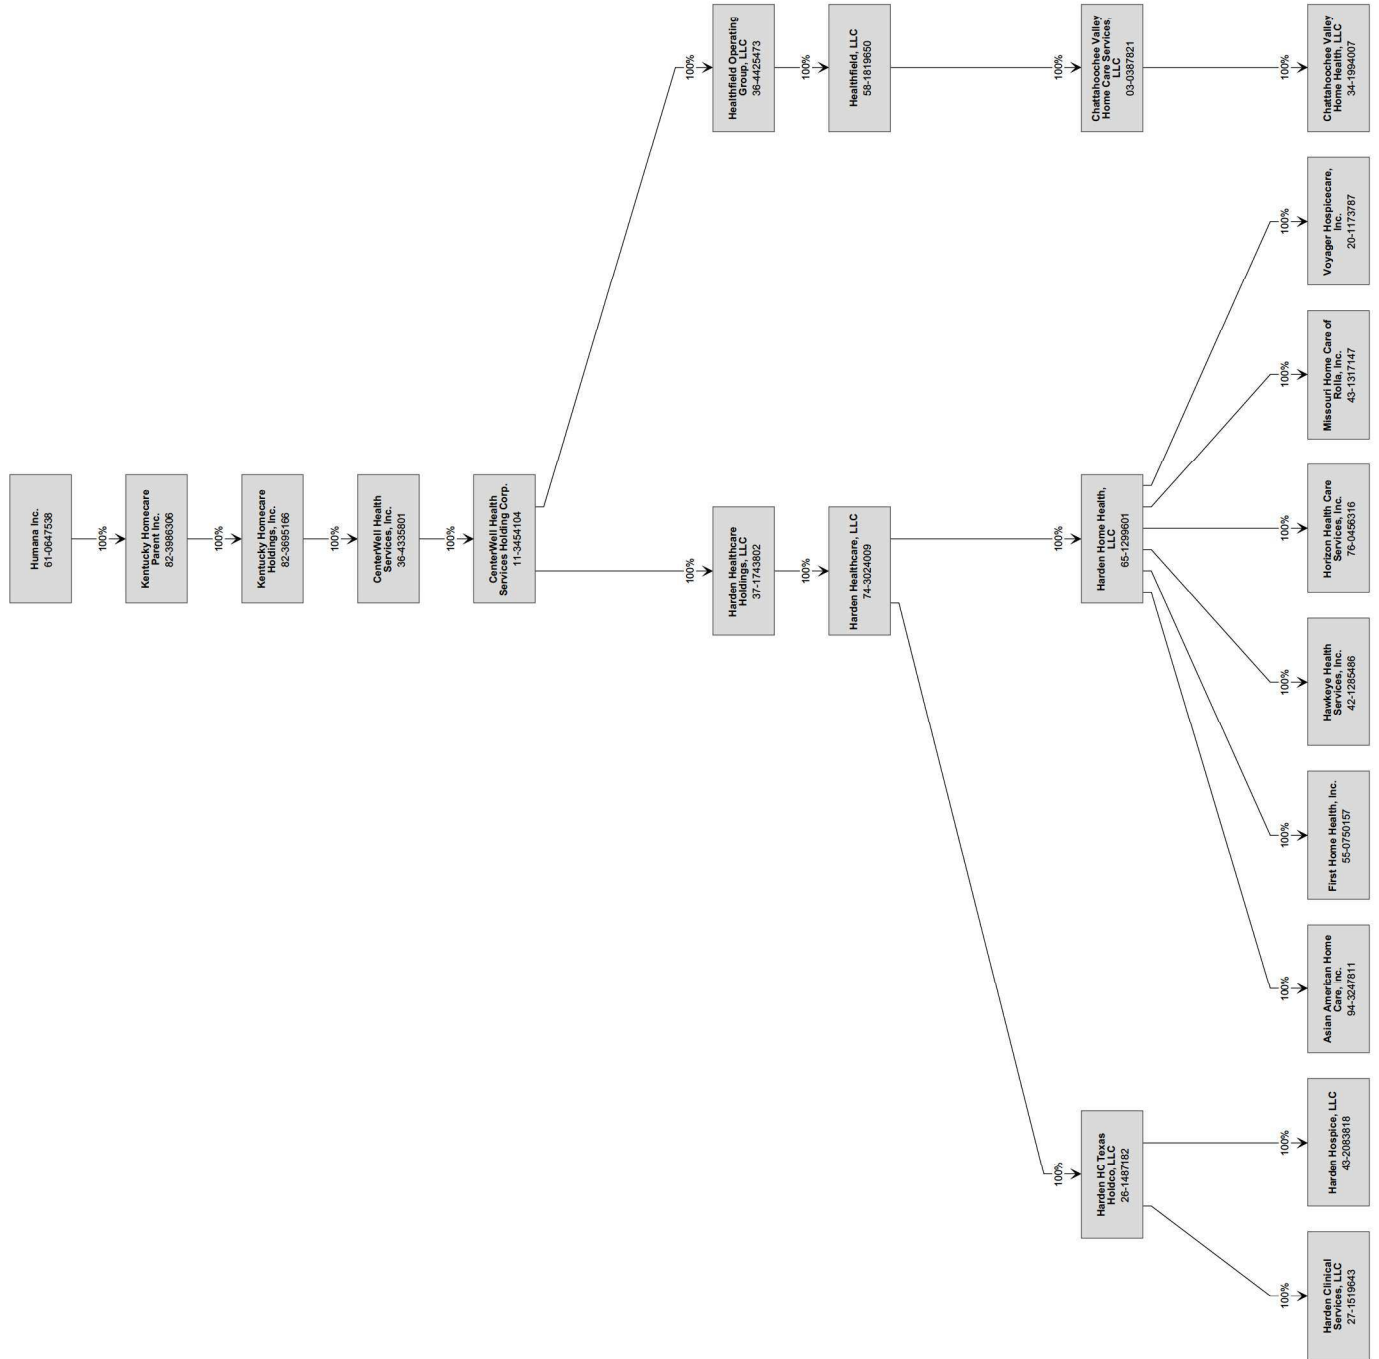 Humana Inc.
61-0647538
100%
Kentucky Homecare
Parent Inc.
82-3986306
100%
Kentucky Homecare
Holdings, Inc.
82-3695166
100%
CenterWell Health
Services, Inc.
36-4335801
100%
CenterWell Health
Services Holding Corp.
11-3454104
100%
Harden Healthcare
Holdings, LLC
37-1743802
100%
Healthfield Operating
Group, LLC
36-4425473
100%
Harden Healthcare, LLC
74-3024009
100%
Healthfield, LLC
58-1819650
100%
Harden HC Texas
Holdco, LLC
26-1487182
100%
Harden Home Health,
LLC
65-1299601
100%
Chattahoochee Valley
Home Care Services,
LLC
03-0387821
100%
Harden Clinical
Services, LLC
27-1519643
100%
Harden Hospice, LLC
43-2083818
100%
Asian American Home
Care, Inc.
94-3247811
100%
First Home Health, Inc.
55-0750157
100%
Hawkeye Health
Services, Inc.
42-1285486
100%
Horizon Health Care
Services, Inc.
76-0456316
100%
Missouri Home Care of
Rolla, Inc.
43-1317147
100%
Voyager Hospicecare,
Inc.
20-1173787
100%
Chattahoochee Valley
Home Health, LLC
34-1994007